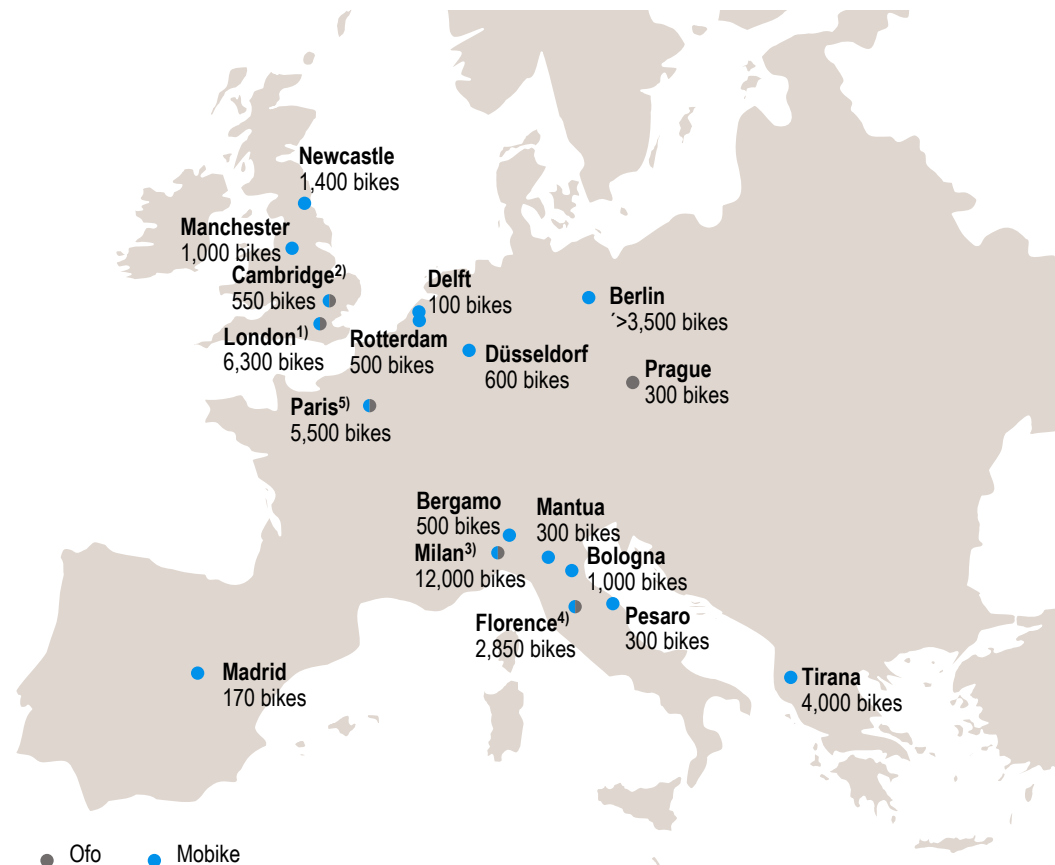 Newcastle
1,400 bikes
Manchester
1,000 bikes
Cambridge2)
550 bikes
London1)
6,300 bikes
Delft
100 bikes
Rotterdam
500 bikes
Berlin
´>3,500 bikes
Düsseldorf
600 bikes
Prague
300 bikes
Paris5)
5,500 bikes
Bergamo
500 bikes
Milan3)
12,000 bikes
Mantua
300 bikes
Bologna
1,000 bikes
Florence4)
2,850 bikes
Pesaro
300 bikes
Madrid
170 bikes
Tirana
4,000 bikes
Ofo
Mobike